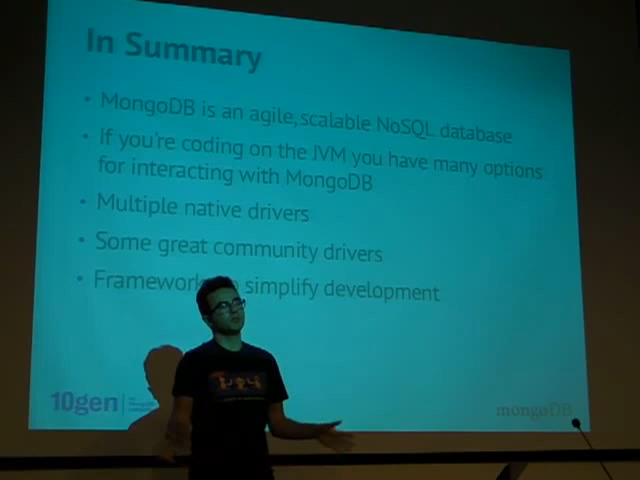 In Summary
• MongoDB is an agile, scalable NoSQL database
• If you're coding on the JVM you have many options
for interacting with MongoDB
• Multiple native drivers
• Some great community drivers
• Framework simplify development
10gen
mongoDB